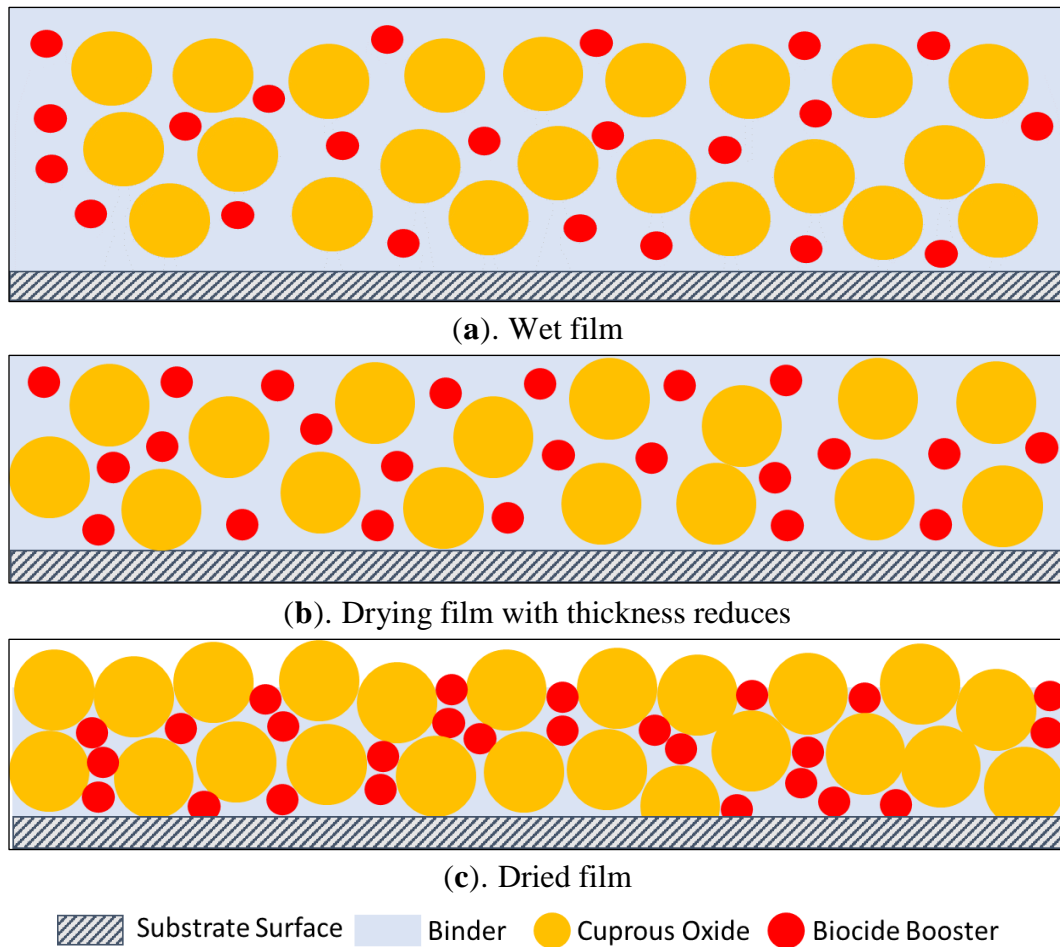 (a). Wet film
(b). Drying film with thickness reduces
(c). Dried film
Substrate Surface Binder Cuprous Oxide Biocide Booster